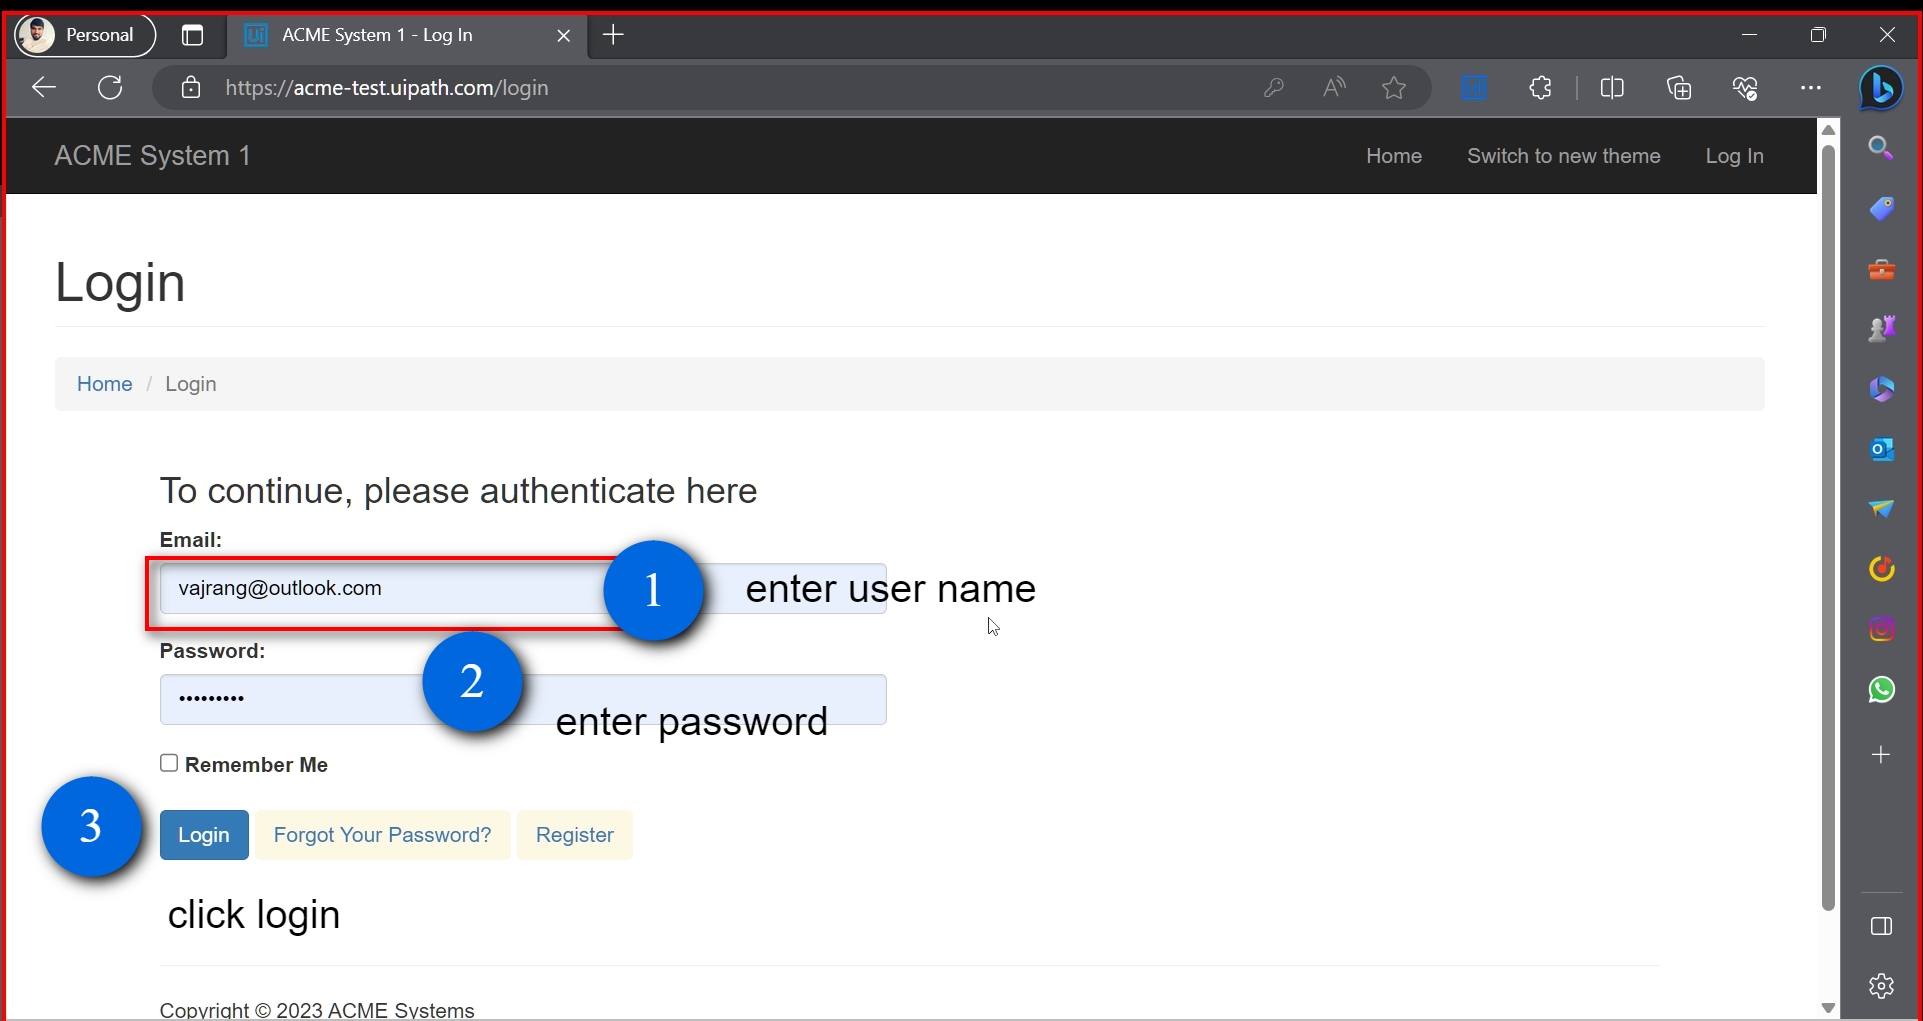 Personal
Ui ACME System 1 - Log In
https://acme-test.uipath.com/login
ACME System 1
Home Switch to new theme Log In
Login
Home / Login
To continue, please authenticate here
Email:
vajrang@outlook.com
1 enter user name
Password:
•••••••••
2
enter password
Remember Me
3
Login Forgot Your Password? Register
click login
Copyright © 2023 ACME Systems